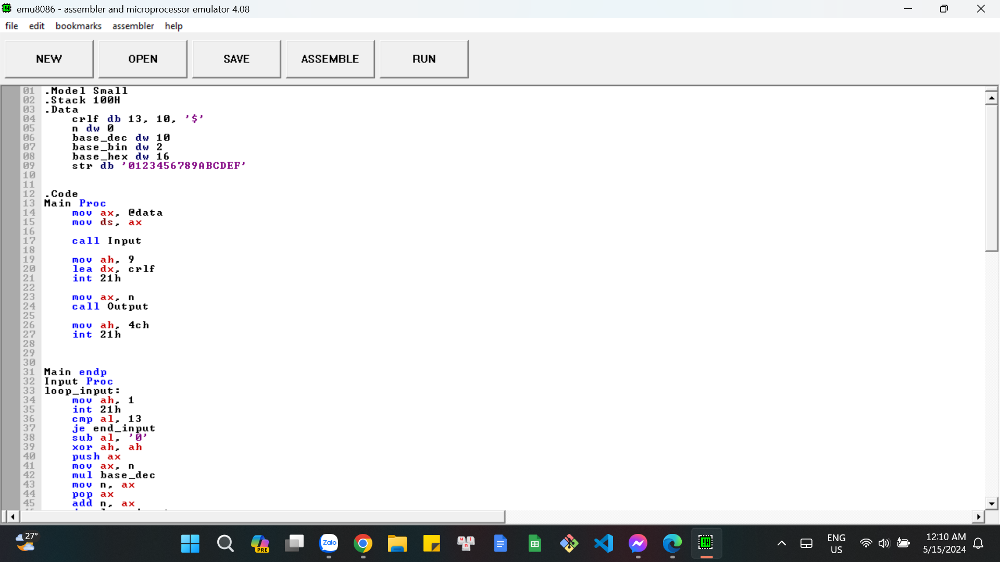 emu8086 - assembler and microprocessor emulator 4.08
file edit bookmarks assembler help
NEW OPEN SAVE ASSEMBLE RUN
01 .Model Small
02 .Stack 100H
03 .Data
04 crlf db 13, 10, '$'
05 n dw 0
06 base_dec dw 10
07 base_bin dw 2
08 base_hex dw 16
09 str db '0123456789ABCDEF'
10
11
12 .Code
13 Main Proc
14 mov ax, @data
15 mov ds, ax
16
17 call Input
18
19 mov ah, 9
20 lea dx, crlf
21 int 21h
22
23 mov ax, n
24 call Output
25
26 mov ah, 4ch
27 int 21h
28
29
30
31 Main endp
32 Input Proc
33 loop_input:
34 mov ah, 1
35 int 21h
36 cmp al, 13
37 je end_input
38 sub al, '0'
39 xor ah, ah
40 push ax
41 mov ax, n
42 mul base_dec
43 mov n, ax
44 pop ax
45 add n, ax
27°
PRE
Zalo
u i n
ENG
US
12:10 AM
5/15/2024